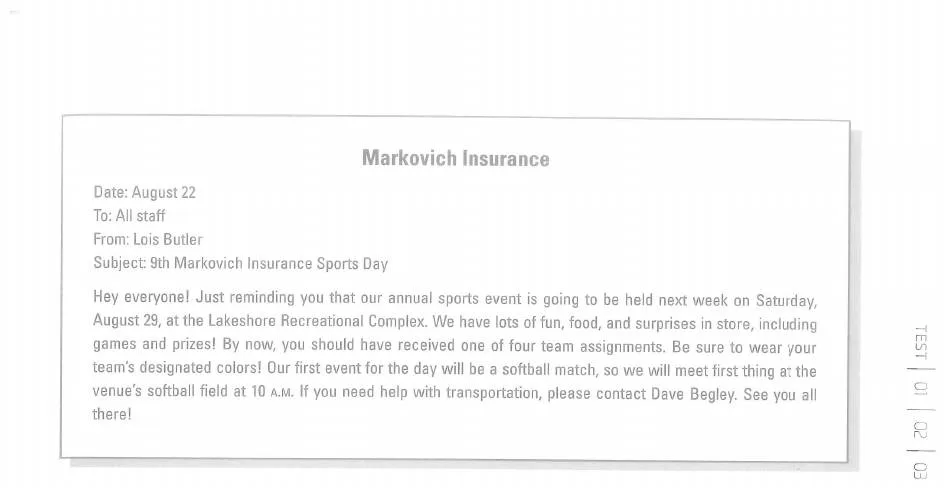 Markovich Insurance
Date: August 22
To: All staff
From: Lois Butler
Subject: 9th Markovich Insurance Sports Day
Hey everyone! Just reminding you that our annual sports event is going to be held next week on Saturday,
August 29, at the Lakeshore Recreational Complex. We have lots of fun, food, and surprises in store, including
games and prizes! By now, you should have received one of four team assignments. Be sure to wear your
team's designated colors! Our first event for the day will be a softball match, so we will meet first thing at the
venue's softball field at 10 A.M. If you need help with transportation, please contact Dave Begley. See you all
there!
TEST | 01 | 02 | 03